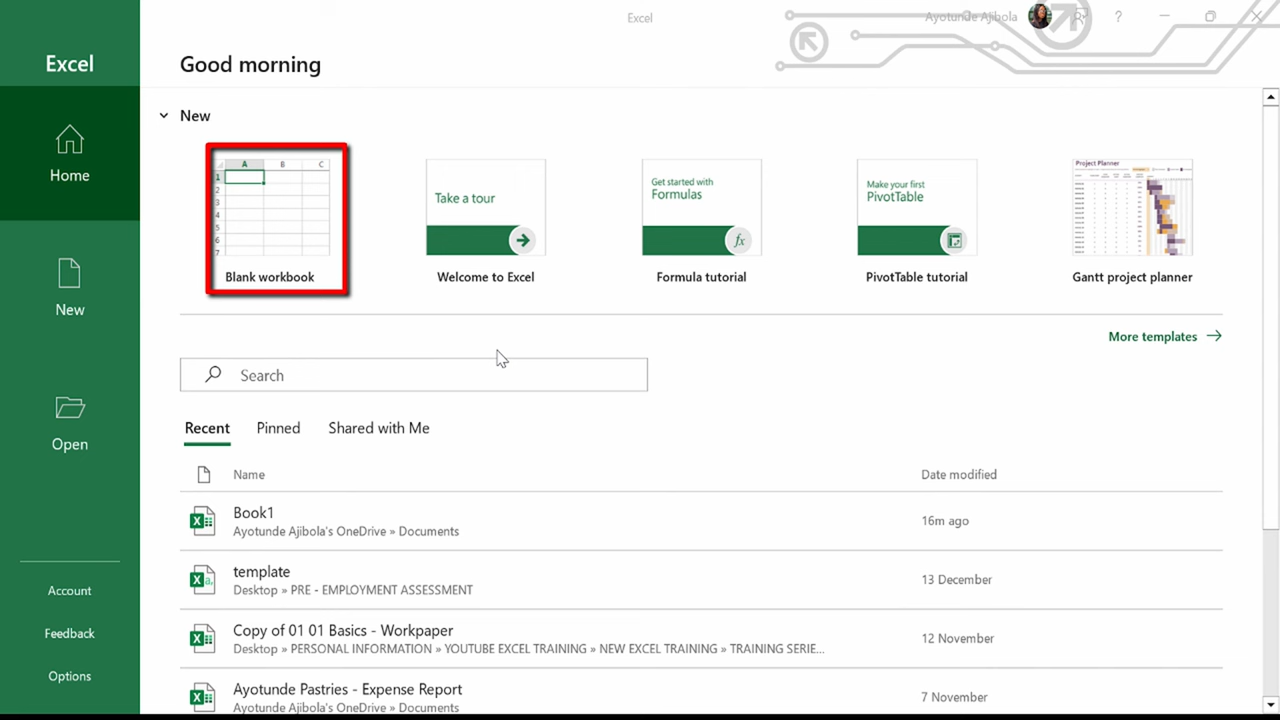 Excel
Ayotunde Ajibola
?
Excel
Good morning
New
Home
New
Open
Account
Feedback
Options
A B C
1
2
3
4
5
6
7
Blank workbook
Take a tour
Welcome to Excel
Get started with
Formulas
fx
Formula tutorial
Make your first
PivotTable
PivotTable tutorial
Project Planner
Gantt project planner
More templates
Search
Recent Pinned Shared with Me
Name Date modified
Book1
Ayotunde Ajibola's OneDrive » Documents
16m ago
template
Desktop » PRE - EMPLOYMENT ASSESSMENT
13 December
Copy of 01 01 Basics - Workpaper
Desktop » PERSONAL INFORMATION » YOUTUBE EXCEL TRAINING » NEW EXCEL TRAINING » TRAINING SERIE...
12 November
Ayotunde Pastries - Expense Report
Ayotunde Ajibola's OneDrive » Documents
7 November